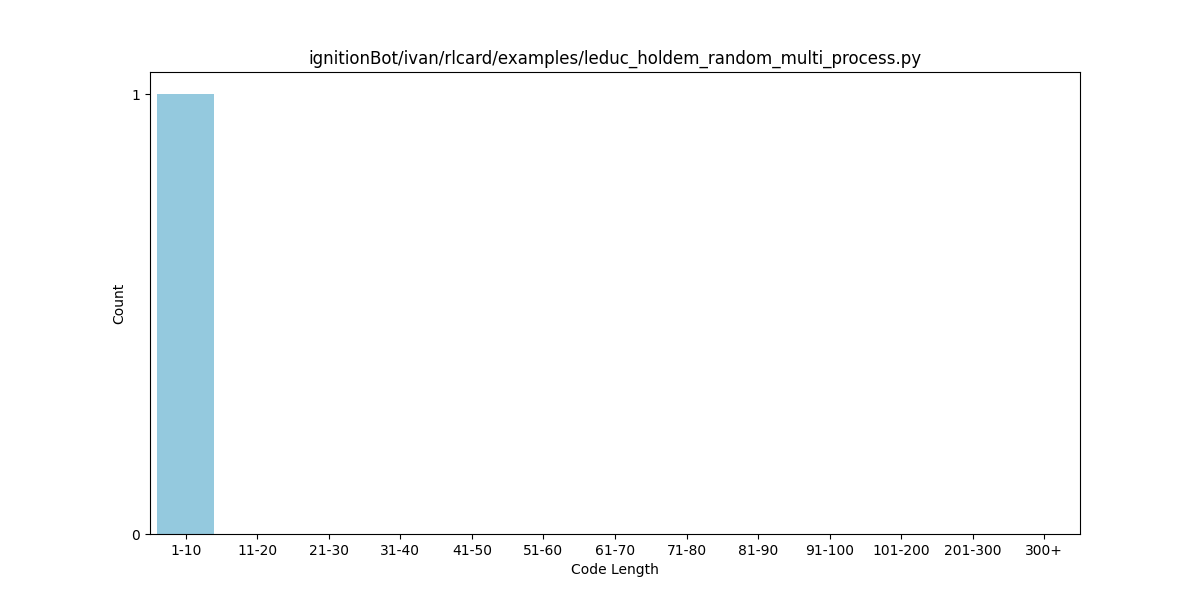 ignitionBot/ivan/rlcard/examples/leduc_holdem_random_multi_process.py
1
Count
0
1-10 11-20 21-30 31-40 41-50 51-60 61-70 71-80 81-90 91-100 101-200 201-300 300+
Code Length